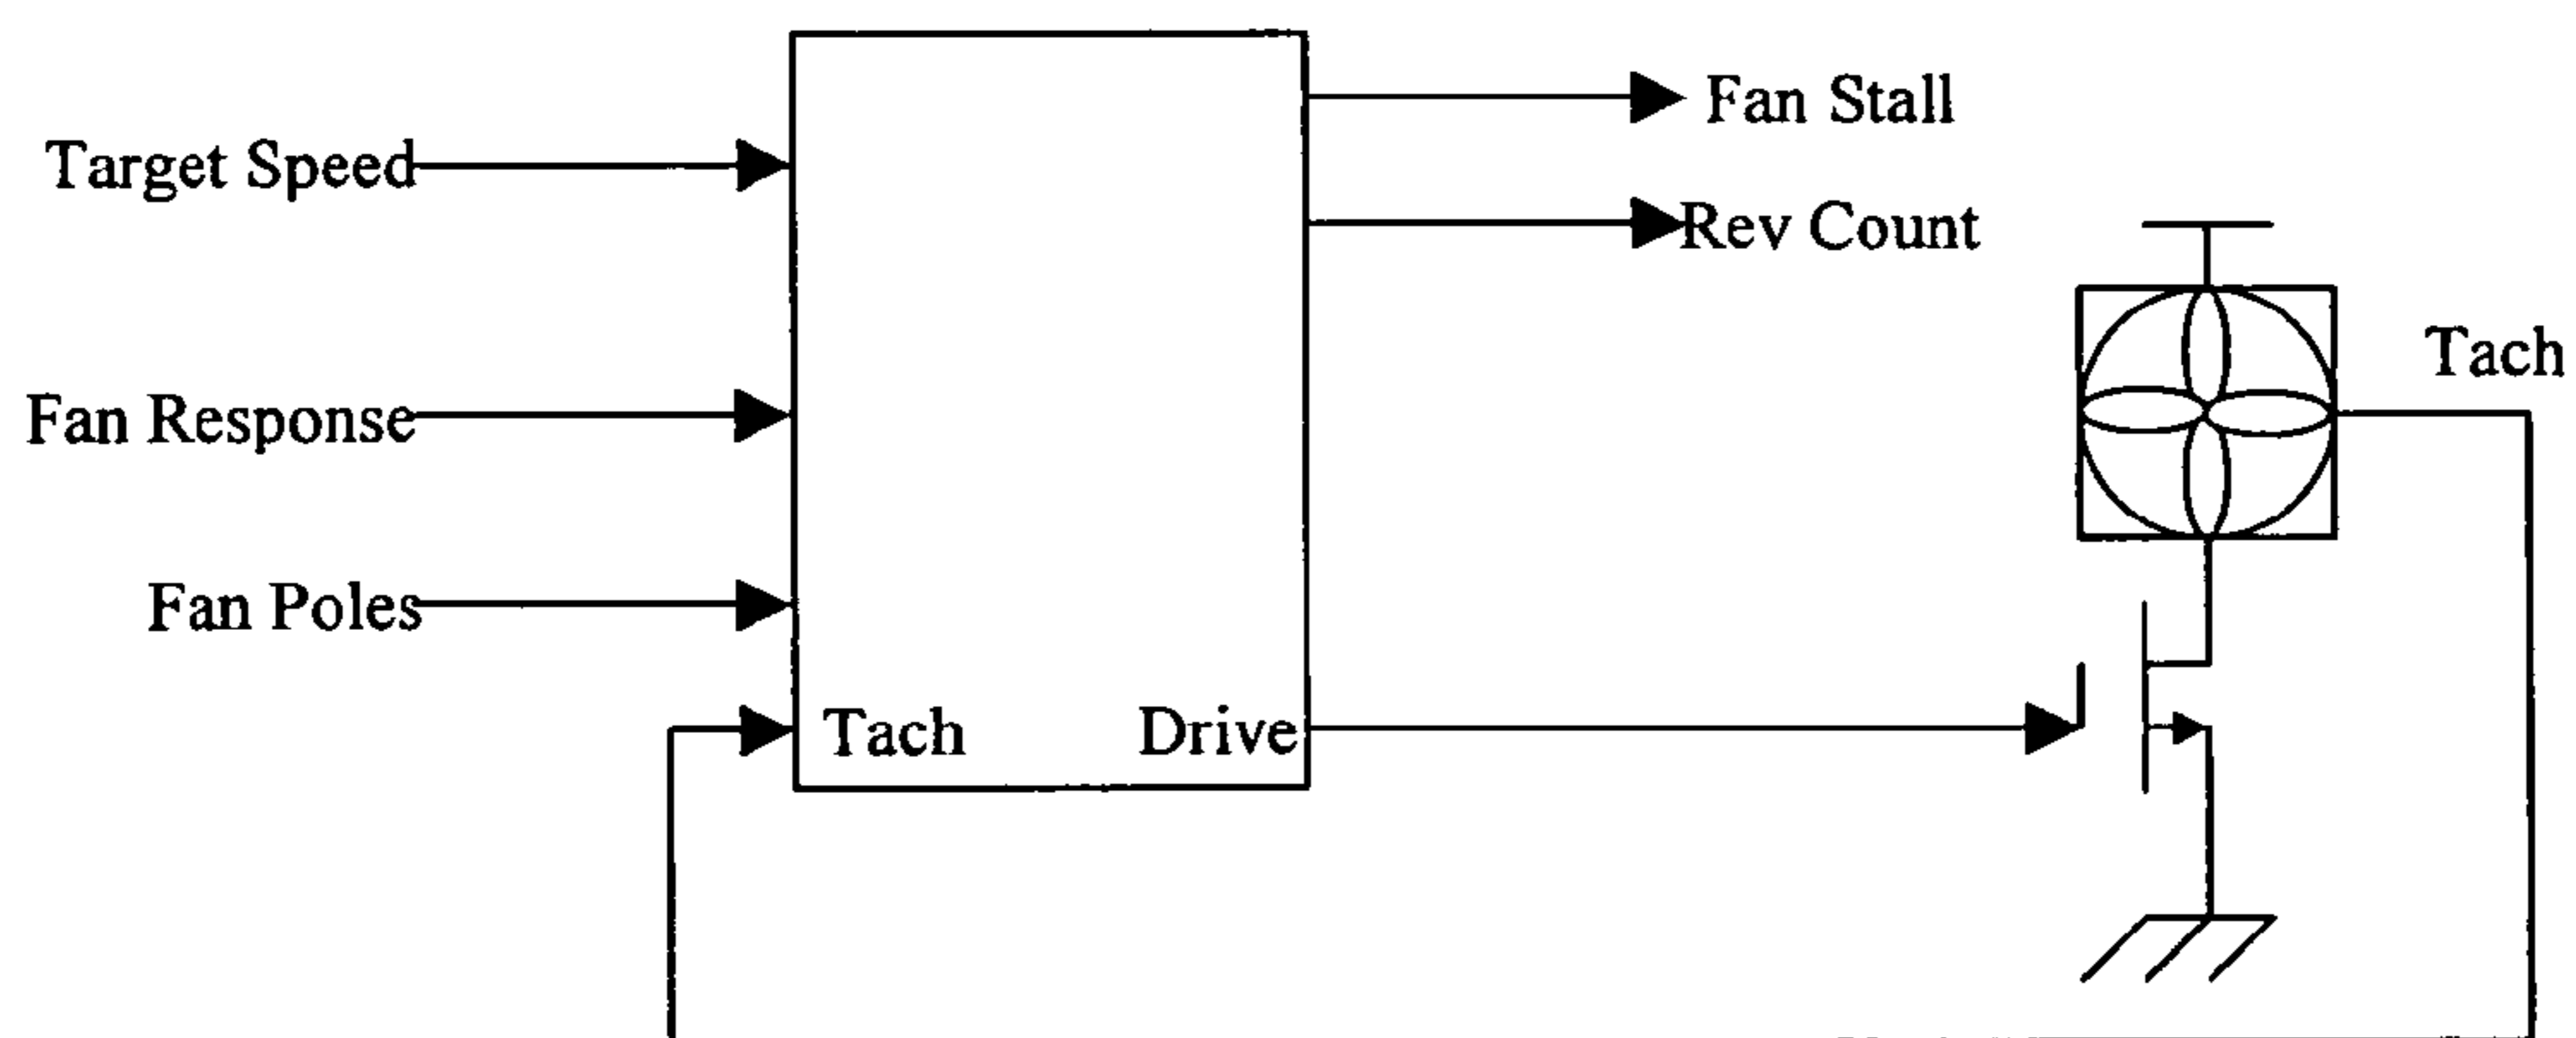 Fan Stall
Target Speed
Rev Count
Tach
Fan Response
Fan Poles
Tach
Drive